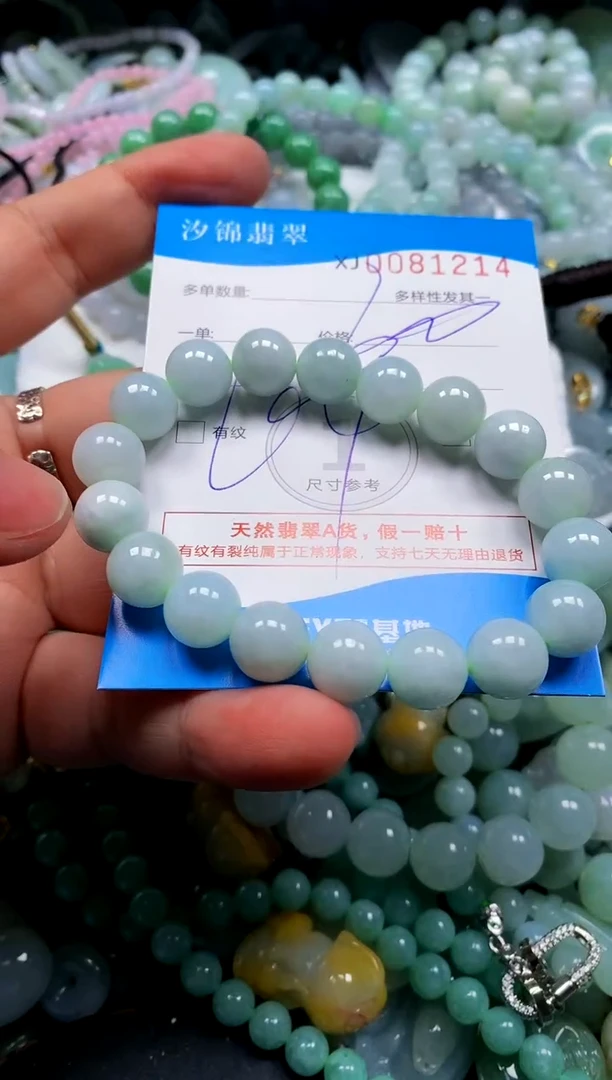 汐锦翡翠
XJ0081214
多单数量: 多样性发其一
一单: 价格:
有纹
尺寸参考
天然翡翠A货，假一赔十
有纹有裂纯属于正常现象，支持七天无理由退货
基地